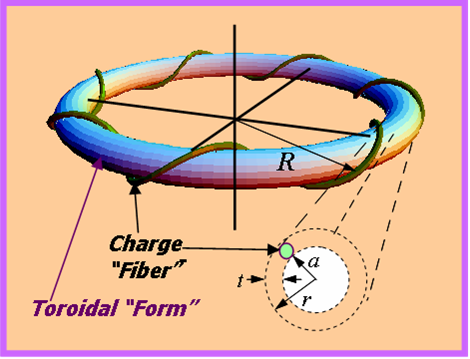 R
Charge
“Fiber”
a
t
r
Toroidal “Form”